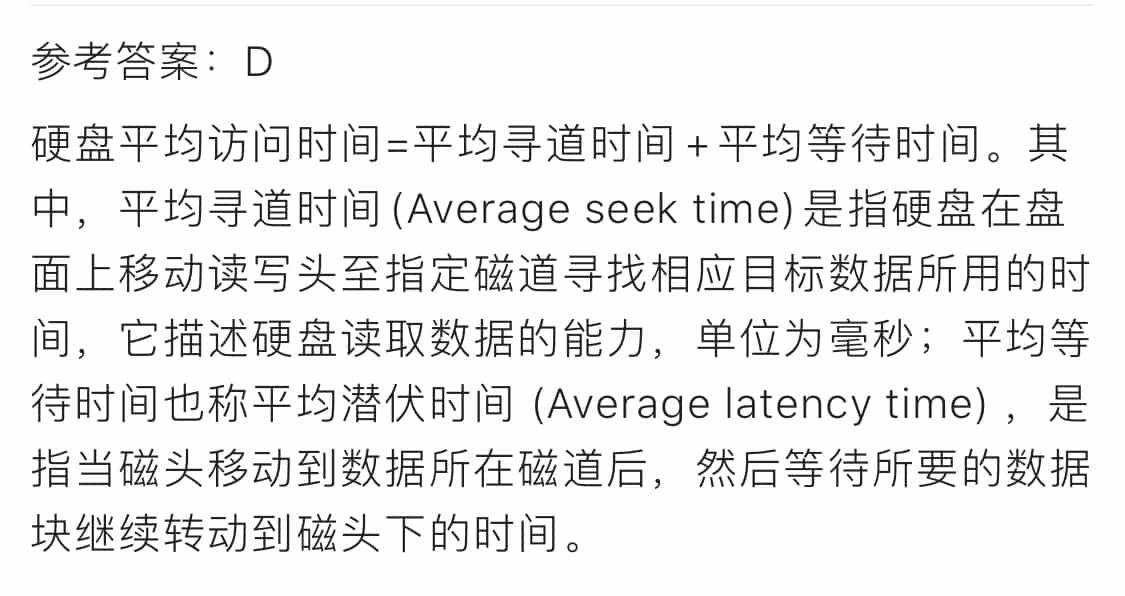 参考答案：D
硬盘平均访问时间=平均寻道时间+平均等待时间。其
中，平均寻道时间(Average seek time)是指硬盘在盘
面上移动读写头至指定磁道寻找相应目标数据所用的时
间，它描述硬盘读取数据的能力，单位为毫秒；平均等
待时间也称平均潜伏时间 (Average latency time) ，是
指当磁头移动到数据所在磁道后，然后等待所要的数据
块继续转动到磁头下的时间。